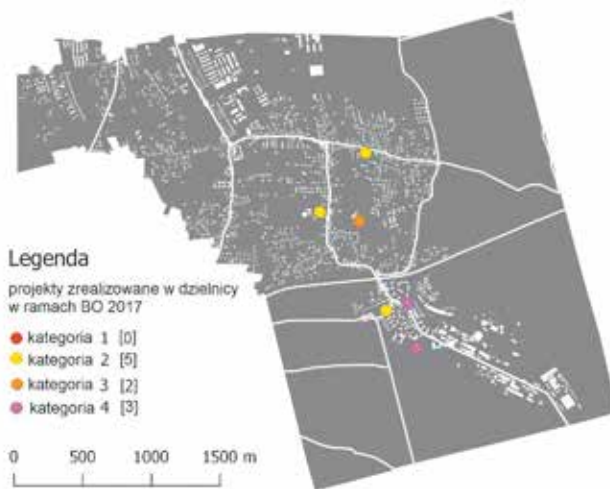 Legenda
projekty zrealizowane w dzielnicy
w ramach BO 2017
kategoria 1 [0]
kategoria 2 [5]
kategoria 3 [2]
kategoria 4 [3]
0 500 1000 1500 m